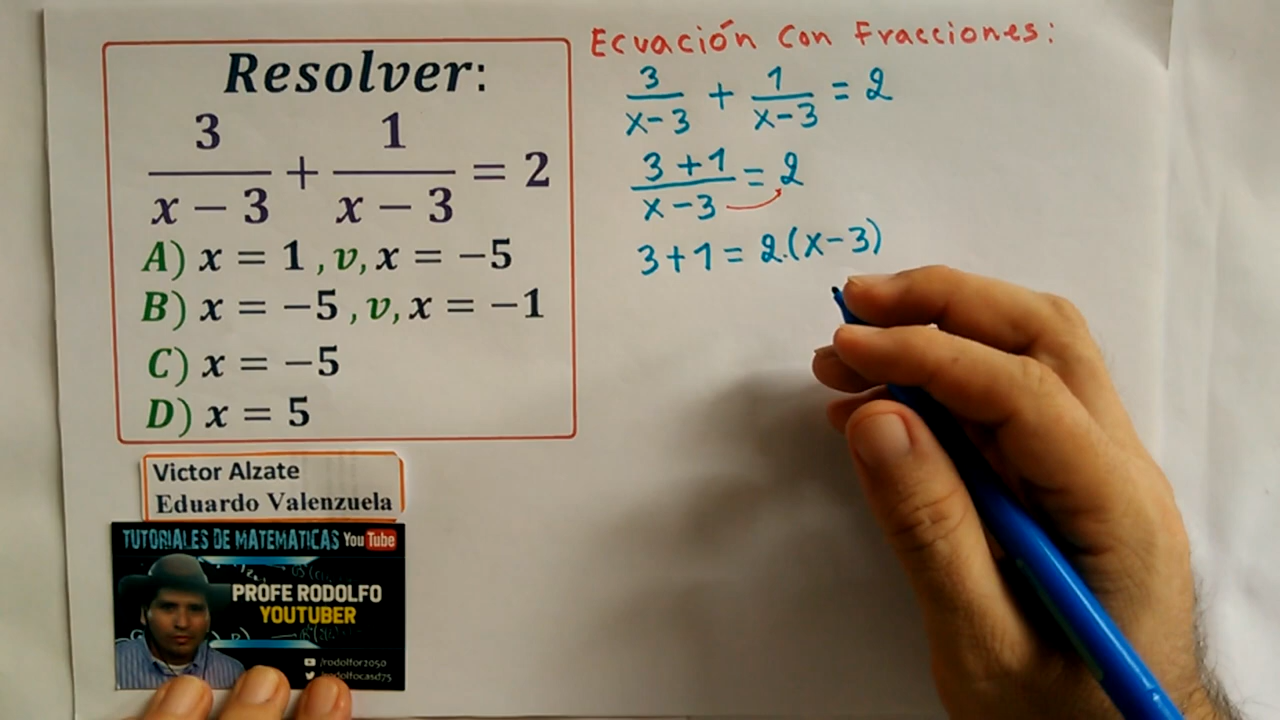 Resolver:
3/(x − 3) + 1/(x − 3) = 2
A) x = 1 , v, x = −5
B) x = −5 , v, x = −1
C) x = −5
D) x = 5
Victor Alzate
Eduardo Valenzuela
TUTORIALES DE MATEMATICAS YouTube
PROFE RODOLFO
YOUTUBER
/rodolfor2050
/rodolfocasd75
Ecuación con Fracciones:
3/(x−3) + 1/(x−3) = 2
(3+1)/(x−3) = 2
3+1 = 2.(x−3)